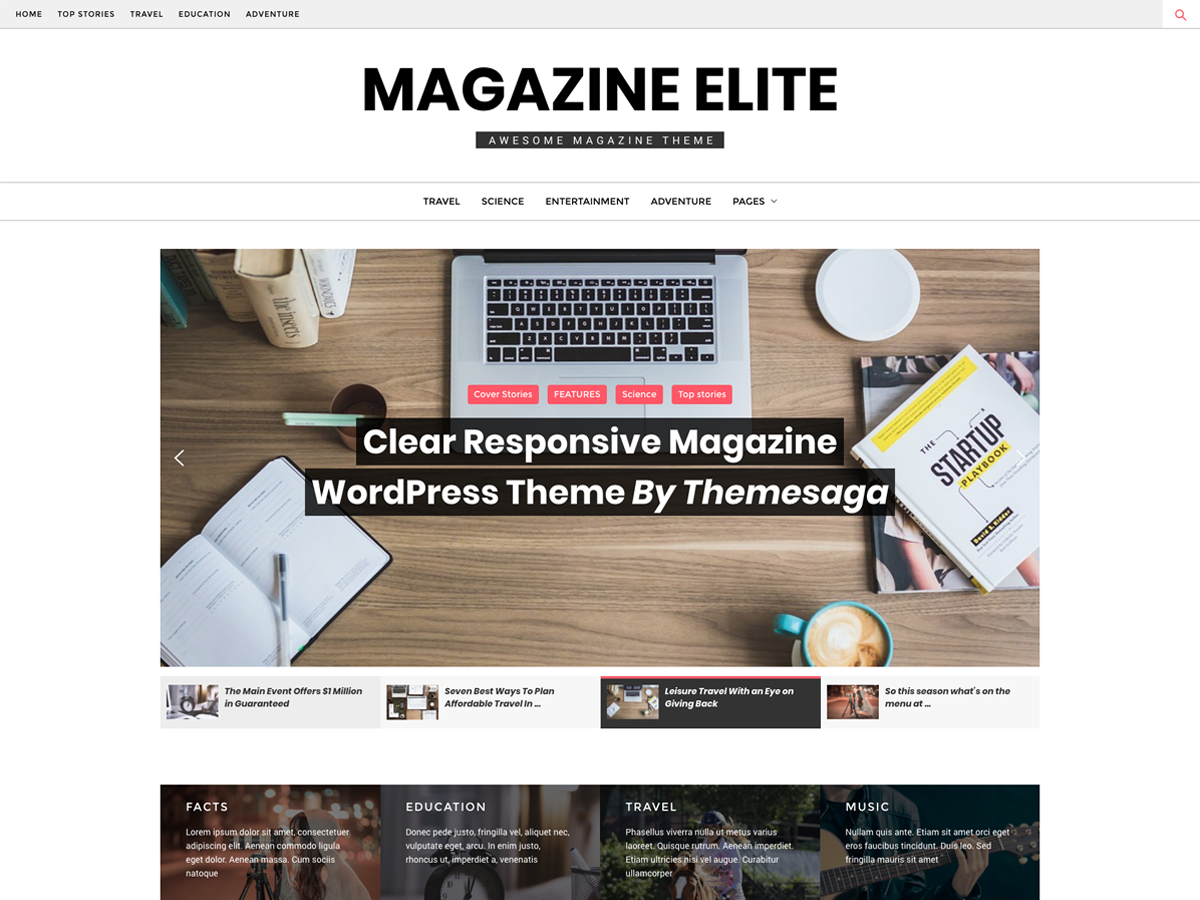 HOME TOP STORIES TRAVEL EDUCATION ADVENTURE
MAGAZINE ELITE
AWESOME MAGAZINE THEME
TRAVEL SCIENCE ENTERTAINMENT ADVENTURE PAGES
the insects
THE
STARTUP
PLAYBOOK
David S. Kidder
Cover Stories FEATURES Science Top stories
Clear Responsive Magazine
WordPress Theme By Themesaga
The Main Event Offers $1 Million
in Guaranteed
Seven Best Ways To Plan
Affordable Travel In ...
Leisure Travel With an Eye on
Giving Back
So this season what's on the
menu at ...
FACTS
Lorem ipsum dolor sit amet, consectetuer
adipiscing elit. Aenean commodo ligula
eget dolor. Aenean massa. Cum sociis
natoque
EDUCATION
Donec pede justo, fringilla vel, aliquet nec,
vulputate eget, arcu. In enim justo,
rhoncus ut, imperdiet a, venenatis
TRAVEL
Phasellus viverra nulla ut metus varius
laoreet. Quisque rutrum. Aenean imperdiet.
Etiam ultricies nisi vel augue. Curabitur
ullamcorper
MUSIC
Nullam quis ante. Etiam sit amet orci eget
eros faucibus tincidunt. Duis leo. Sed
fringilla mauris sit amet